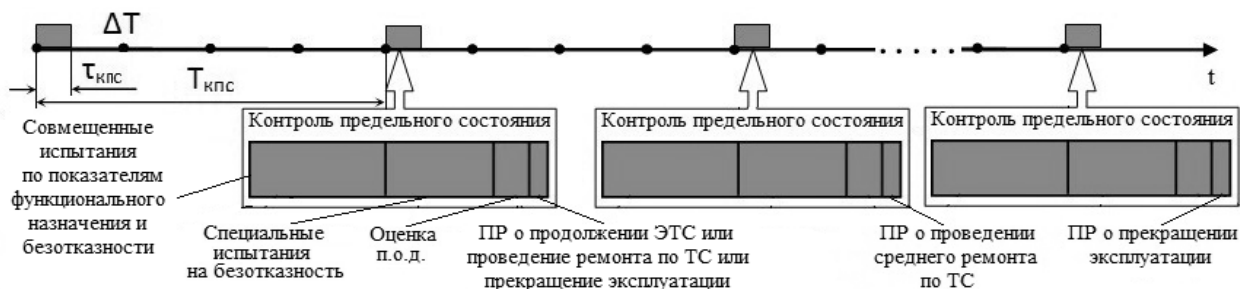 ΔT
τкпс
Tкпс
t
Совмещенные
испытания
по показателям
функционального
назначения и
безотказности
Контроль предельного состояния
Контроль предельного состояния
Контроль предельного состояния
Специальные
испытания
на безотказность
Оценка
п.о.д.
ПР о продолжении ЭТС или
проведение ремонта по ТС или
прекращение эксплуатации
ПР о проведении
среднего ремонта
по ТС
ПР о прекращении
эксплуатации